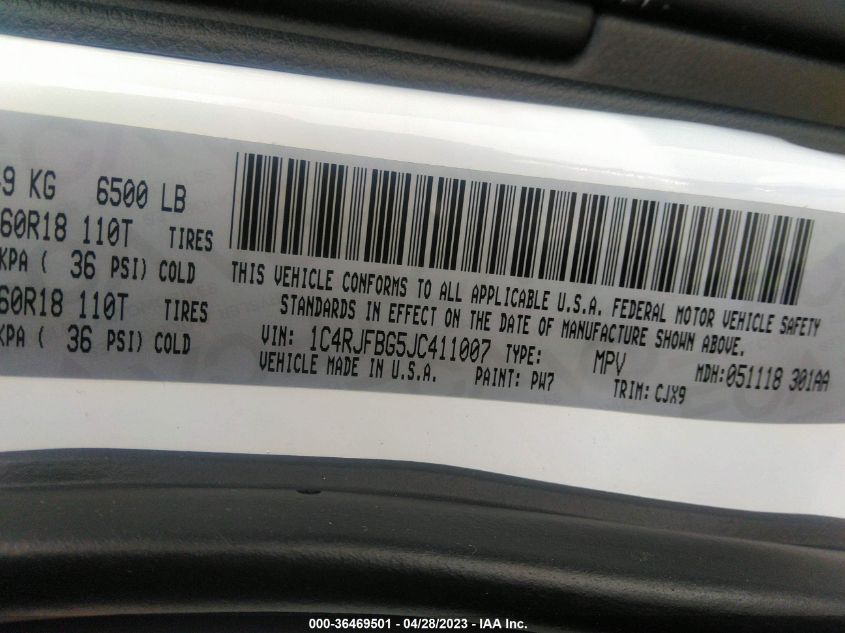 9 KG 6500 LB
60R18 110T TIRES
KPA ( 36 PSI) COLD
60R18 110T TIRES
KPA ( 36 PSI) COLD
THIS VEHICLE CONFORMS TO ALL APPLICABLE U.S.A. FEDERAL MOTOR VEHICLE SAFETY
STANDARDS IN EFFECT ON THE DATE OF MANUFACTURE SHOWN ABOVE.
VIN: 1C4RJFBG5JC411007 TYPE: MPV MDH:051118 301AA
VEHICLE MADE IN U.S.A. PAINT: PW7 TRIM: CJX9
000-36469501 - 04/28/2023 - IAA Inc.